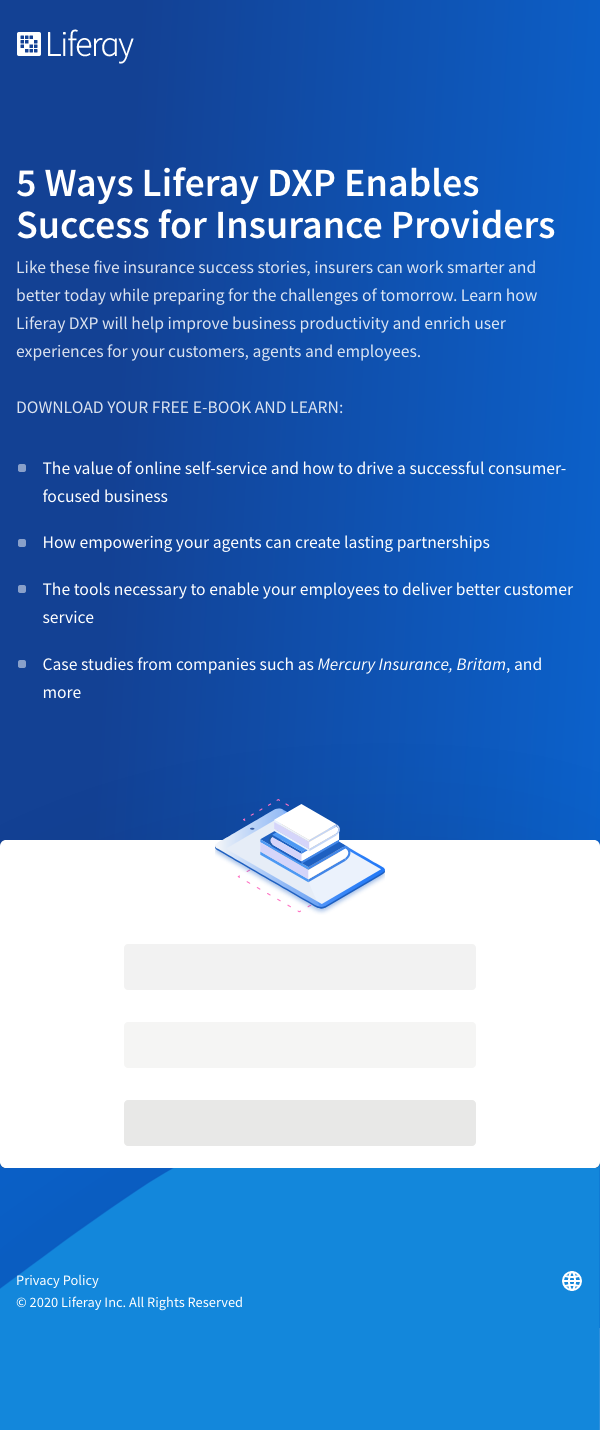 Liferay
5 Ways Liferay DXP Enables
Success for Insurance Providers
Like these five insurance success stories, insurers can work smarter and
better today while preparing for the challenges of tomorrow. Learn how
Liferay DXP will help improve business productivity and enrich user
experiences for your customers, agents and employees.
DOWNLOAD YOUR FREE E-BOOK AND LEARN:
The value of online self-service and how to drive a successful consumer-
focused business
How empowering your agents can create lasting partnerships
The tools necessary to enable your employees to deliver better customer
service
Case studies from companies such as Mercury Insurance, Britam, and
more
Privacy Policy
© 2020 Liferay Inc. All Rights Reserved